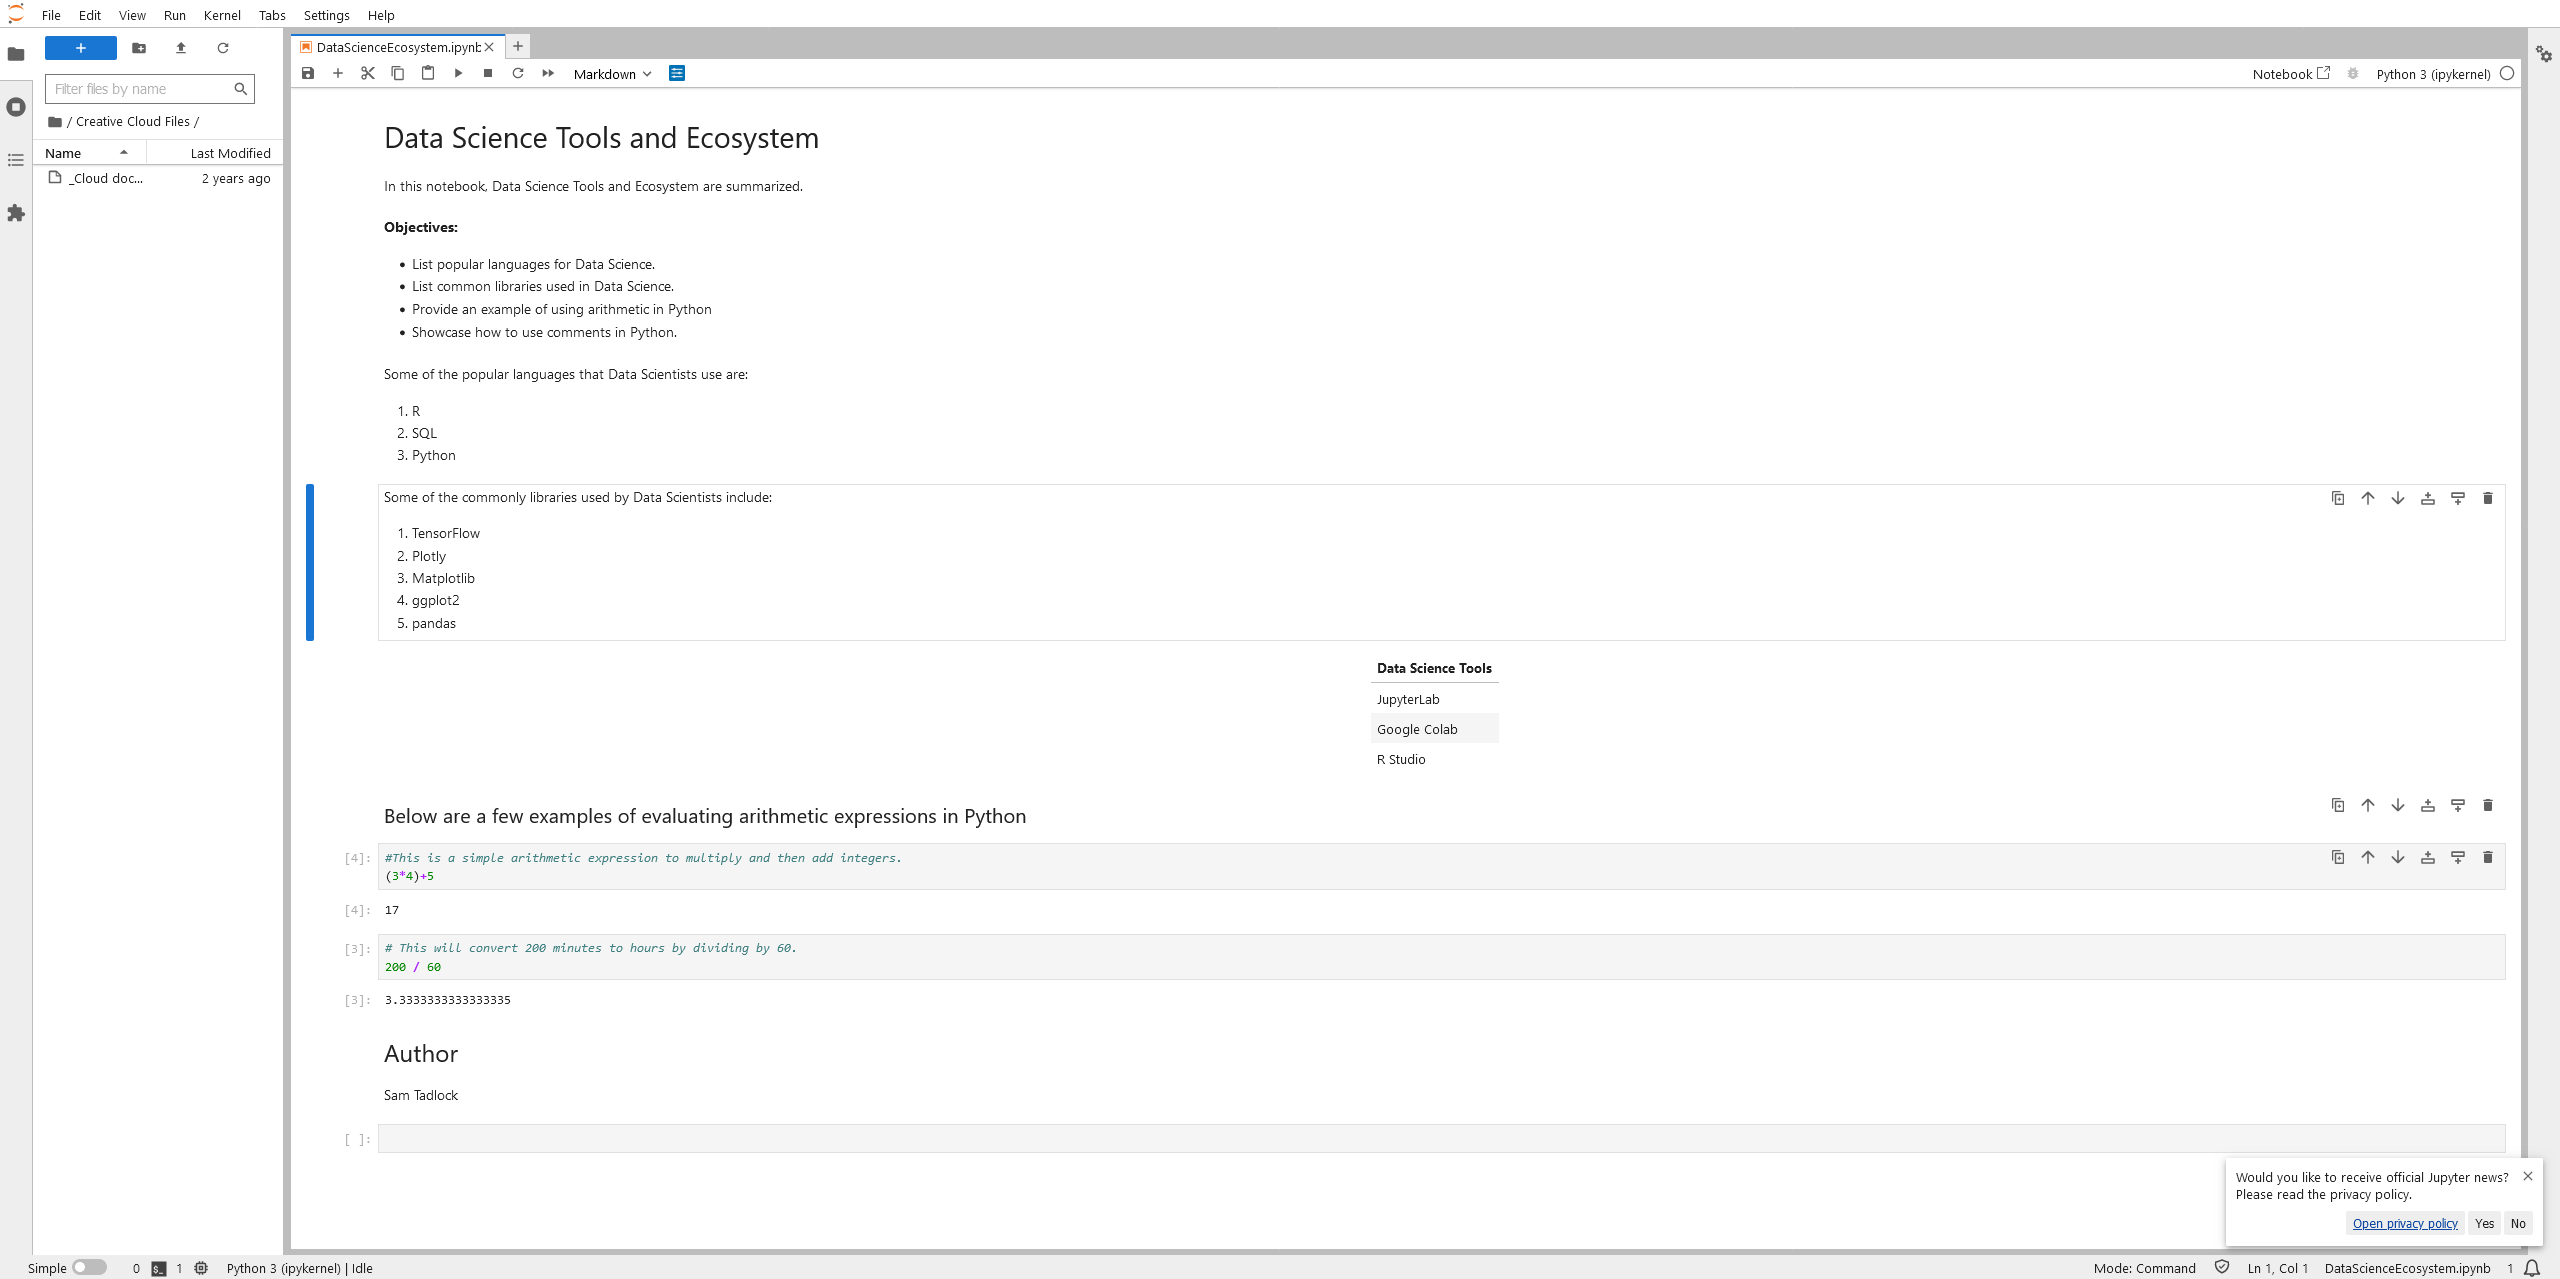 File Edit View Run Kernel Tabs Settings Help
DataScienceEcosystem.ipynb
Markdown
Notebook
Python 3 (ipykernel)
Filter files by name
/ Creative Cloud Files /
Name Last Modified
_Cloud doc... 2 years ago
Data Science Tools and Ecosystem
In this notebook, Data Science Tools and Ecosystem are summarized.
Objectives:
• List popular languages for Data Science.
• List common libraries used in Data Science.
• Provide an example of using arithmetic in Python
• Showcase how to use comments in Python.
Some of the popular languages that Data Scientists use are:
1. R
2. SQL
3. Python
Some of the commonly libraries used by Data Scientists include:
1. TensorFlow
2. Plotly
3. Matplotlib
4. ggplot2
5. pandas
Data Science Tools
JupyterLab
Google Colab
R Studio
Below are a few examples of evaluating arithmetic expressions in Python
[4]: #This is a simple arithmetic expression to multiply and then add integers.
(3*4)+5
[4]: 17
[3]: # This will convert 200 minutes to hours by dividing by 60.
200 / 60
[3]: 3.3333333333333335
Author
Sam Tadlock
[ ]:
Would you like to receive official Jupyter news?
Please read the privacy policy.
Open privacy policy Yes No
Simple 0 $_ 1 Python 3 (ipykernel) | Idle
Mode: Command Ln 1, Col 1 DataScienceEcosystem.ipynb 1